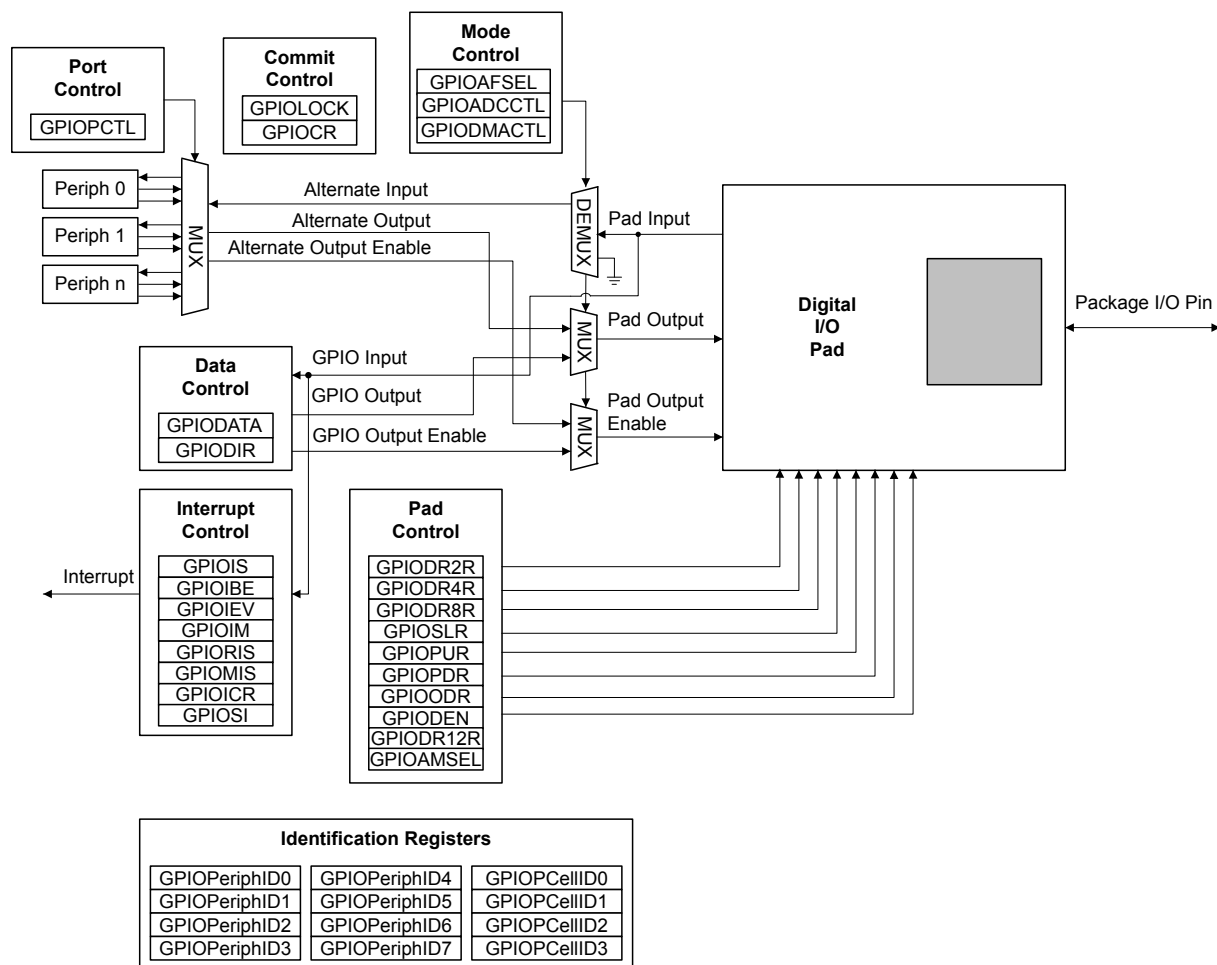 Port
Control
GPIOPCTL
Commit
Control
GPIOLOCK
GPIOCR
Mode
Control
GPIOAFSEL
GPIOADCCTL
GPIODMACTL
Periph 0
Periph 1
Periph n
MUX
Alternate Input
Alternate Output
Alternate Output Enable
DEMUX
Pad Input
MUX
Pad Output
MUX
Pad Output
Enable
Digital
I/O
Pad
Package I/O Pin
Data
Control
GPIODATA
GPIODIR
GPIO Input
GPIO Output
GPIO Output Enable
Interrupt
Control
GPIOIS
GPIOIBE
GPIOIEV
GPIOIM
GPIORIS
GPIOMIS
GPIOICR
GPIOSI
Interrupt
Pad
Control
GPIODR2R
GPIODR4R
GPIODR8R
GPIOSLR
GPIOPUR
GPIOPDR
GPIOODR
GPIODEN
GPIODR12R
GPIOAMSEL
Identification Registers
GPIOPeriphID0
GPIOPeriphID1
GPIOPeriphID2
GPIOPeriphID3
GPIOPeriphID4
GPIOPeriphID5
GPIOPeriphID6
GPIOPeriphID7
GPIOPCellID0
GPIOPCellID1
GPIOPCellID2
GPIOPCellID3